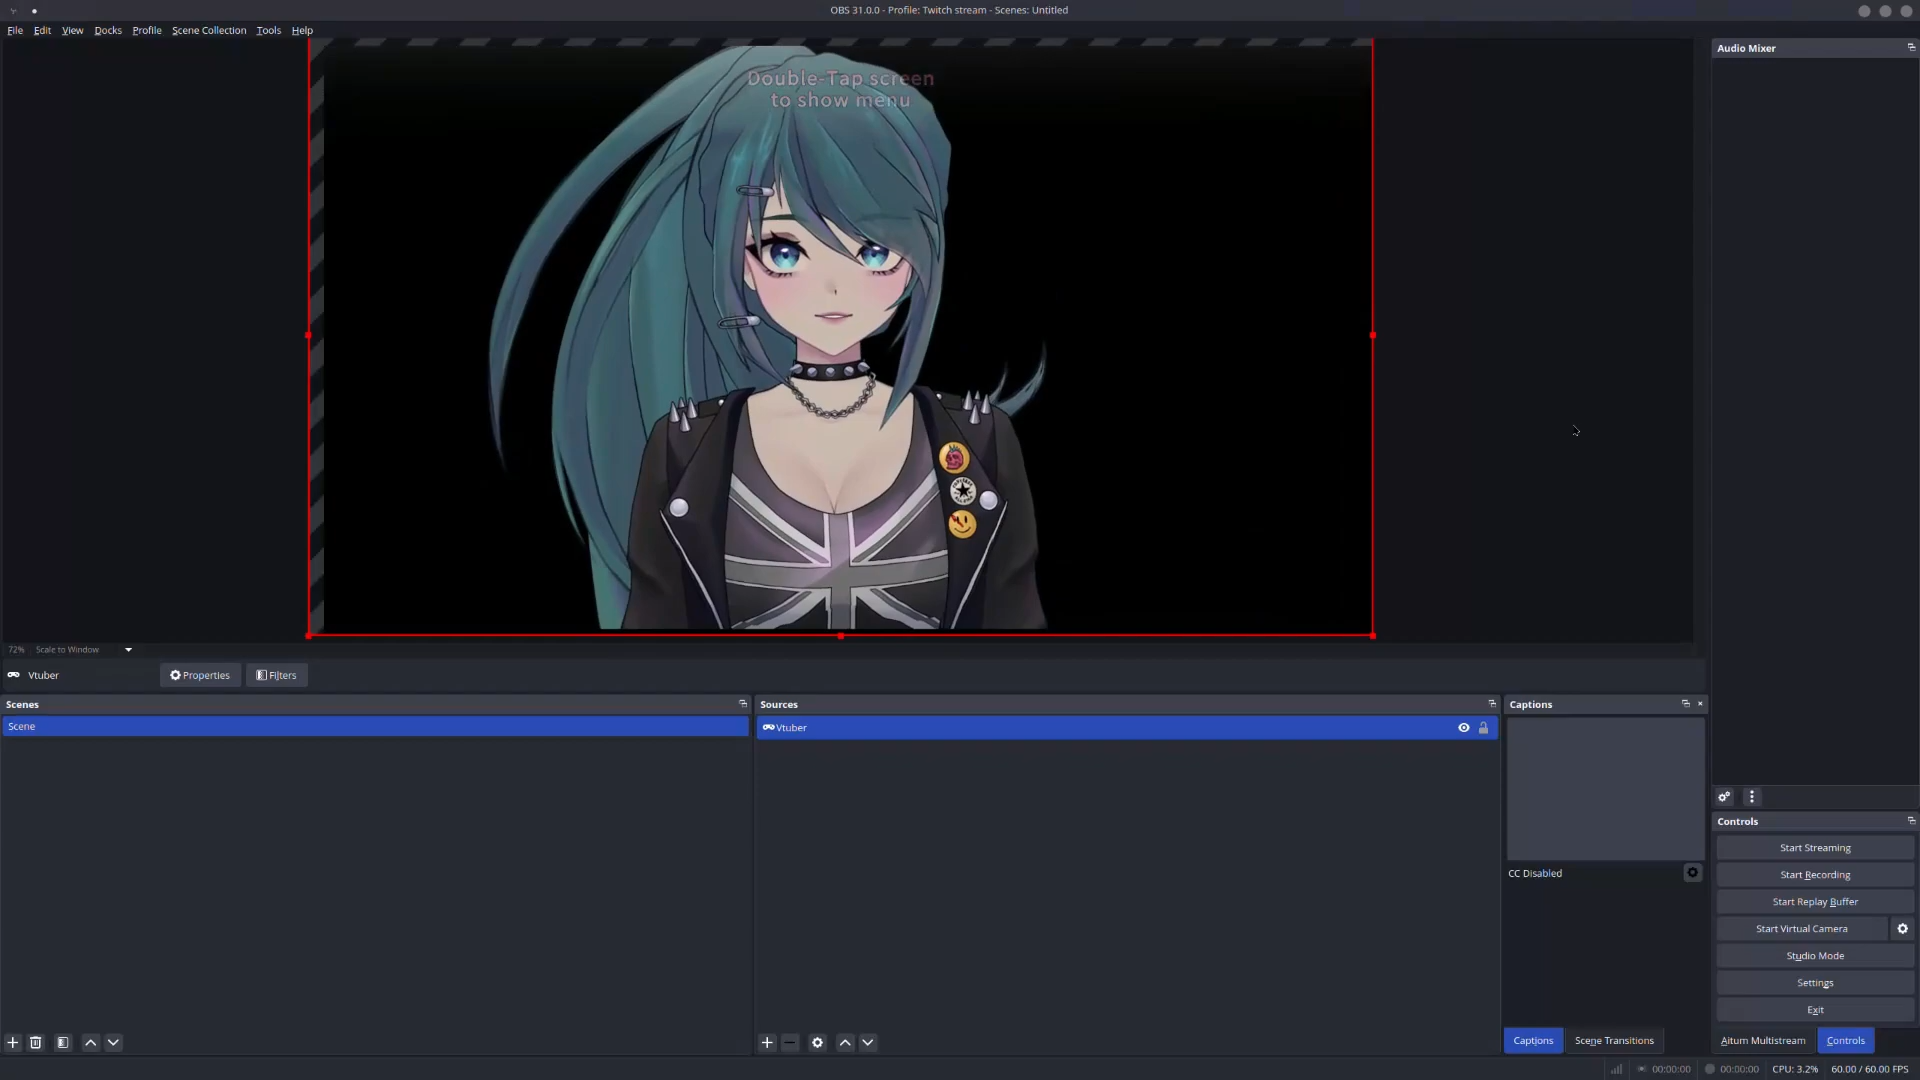 OBS 31.0.0 - Profile: Twitch stream - Scenes: Untitled
File Edit View Docks Profile Scene Collection Tools Help
Double-Tap screen
to show menu
Audio Mixer
72% Scale to Window
Vtuber Properties Filters
Scenes
Scene
Sources
Vtuber
Captions
CC Disabled
Controls
Start Streaming
Start Recording
Start Replay Buffer
Start Virtual Camera
Studio Mode
Settings
Exit
Captions Scene Transitions
Aitum Multistream Controls
00:00:00 00:00:00 CPU: 3.2% 60.00 / 60.00 FPS